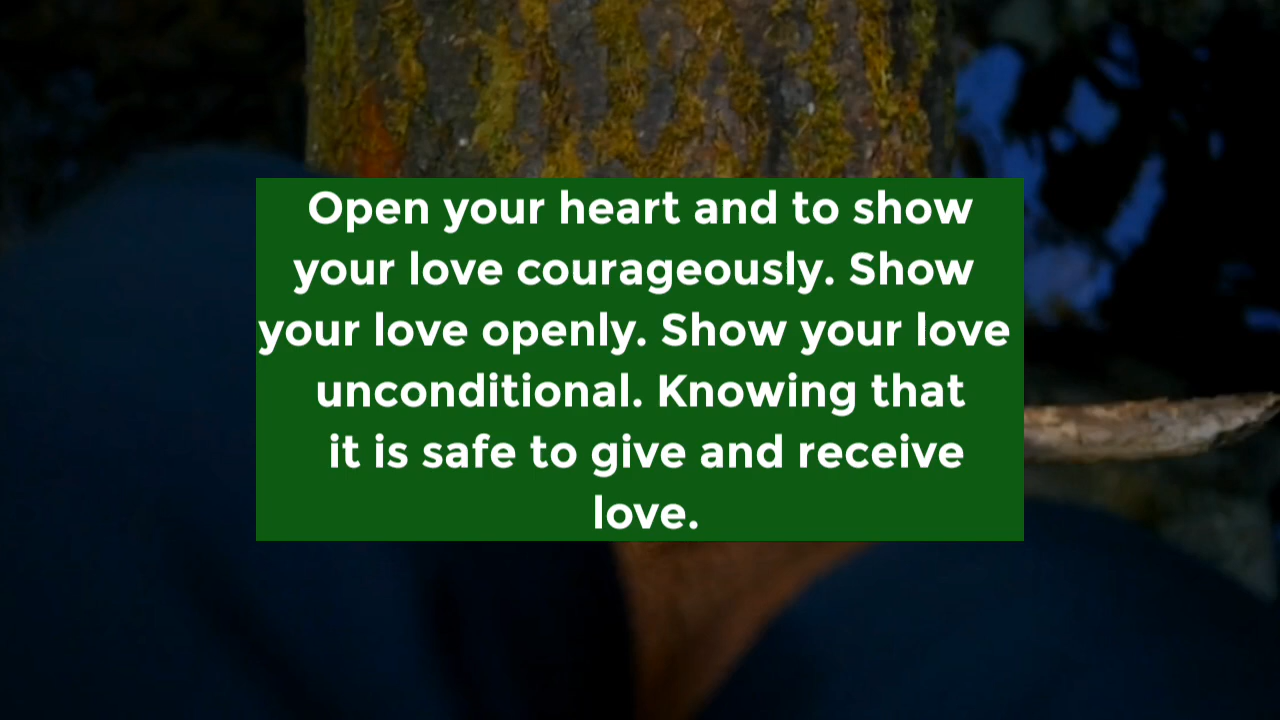 Open your heart and to show
your love courageously. Show
your love openly. Show your love
unconditional. Knowing that
it is safe to give and receive
love.